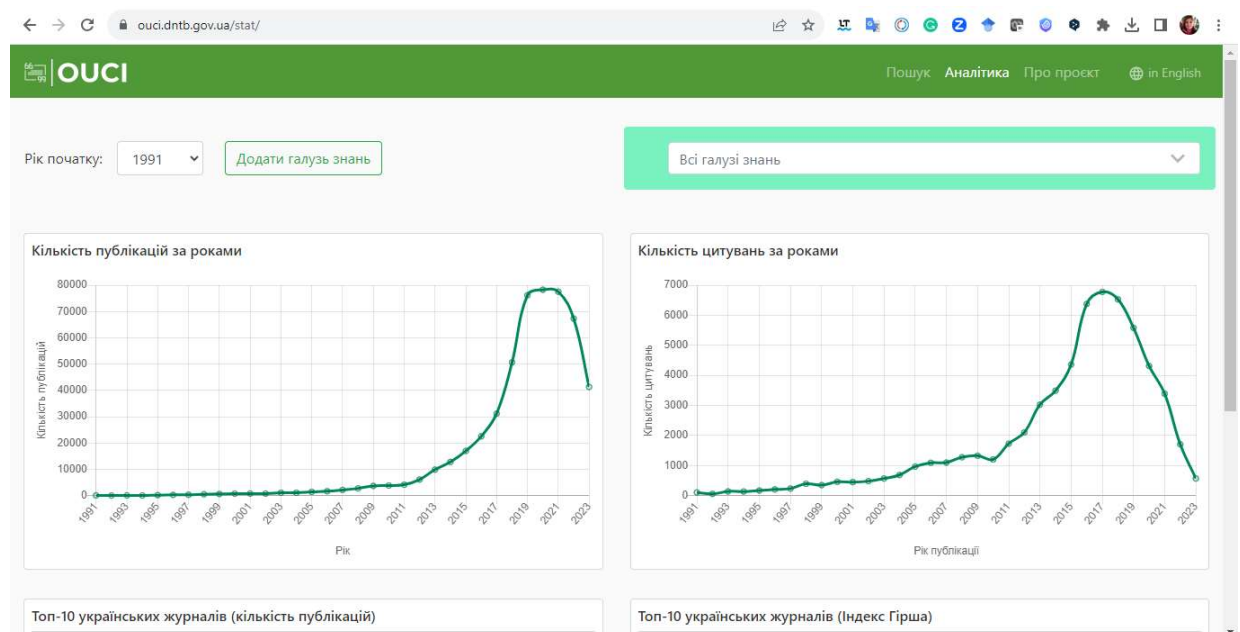 ouci.dntb.gov.ua/stat/
OUCI
Пошук Аналітика Про проєкт in English
Рік початку: 1991 Додати галузь знань Всі галузі знань
Кількість публікацій за роками
80000
70000
60000
50000
40000
30000
20000
10000
0
Кількість публікацій
1991 1993 1995 1997 1999 2001 2003 2005 2007 2009 2011 2013 2015 2017 2019 2021 2023
Рік
Кількість цитувань за роками
7000
6000
5000
4000
3000
2000
1000
0
Кількість цитувань
1991 1993 1995 1997 1999 2001 2003 2005 2007 2009 2011 2013 2015 2017 2019 2021 2023
Рік публікації
Топ-10 українських журналів (кількість публікацій)
Топ-10 українських журналів (Індекс Гірша)